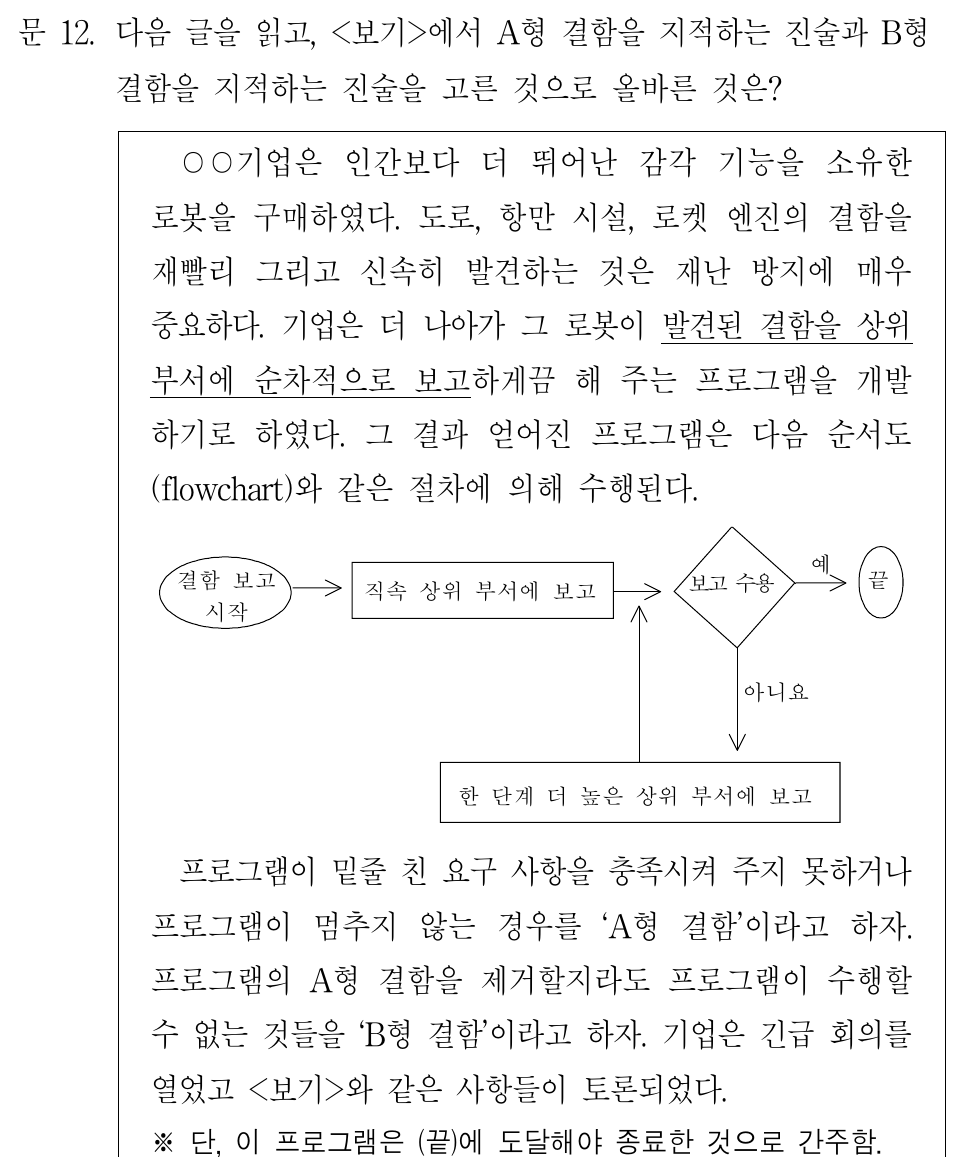 문 12. 다음 글을 읽고, <보기>에서 A형 결함을 지적하는 진술과 B형
결함을 지적하는 진술을 고른 것으로 올바른 것은?
○○기업은 인간보다 더 뛰어난 감각 기능을 소유한
로봇을 구매하였다. 도로, 항만 시설, 로켓 엔진의 결함을
재빨리 그리고 신속히 발견하는 것은 재난 방지에 매우
중요하다. 기업은 더 나아가 그 로봇이 발견된 결함을 상위
부서에 순차적으로 보고하게끔 해 주는 프로그램을 개발
하기로 하였다. 그 결과 얻어진 프로그램은 다음 순서도
(flowchart)와 같은 절차에 의해 수행된다.
결함 보고
시작
직속 상위 부서에 보고
보고 수용
예
끝
아니요
한 단계 더 높은 상위 부서에 보고
프로그램이 밑줄 친 요구 사항을 충족시켜 주지 못하거나
프로그램이 멈추지 않는 경우를 ‘A형 결함’이라고 하자.
프로그램의 A형 결함을 제거할지라도 프로그램이 수행할
수 없는 것들을 ‘B형 결함’이라고 하자. 기업은 긴급 회의를
열었고 <보기>와 같은 사항들이 토론되었다.
※ 단, 이 프로그램은 (끝)에 도달해야 종료한 것으로 간주함.